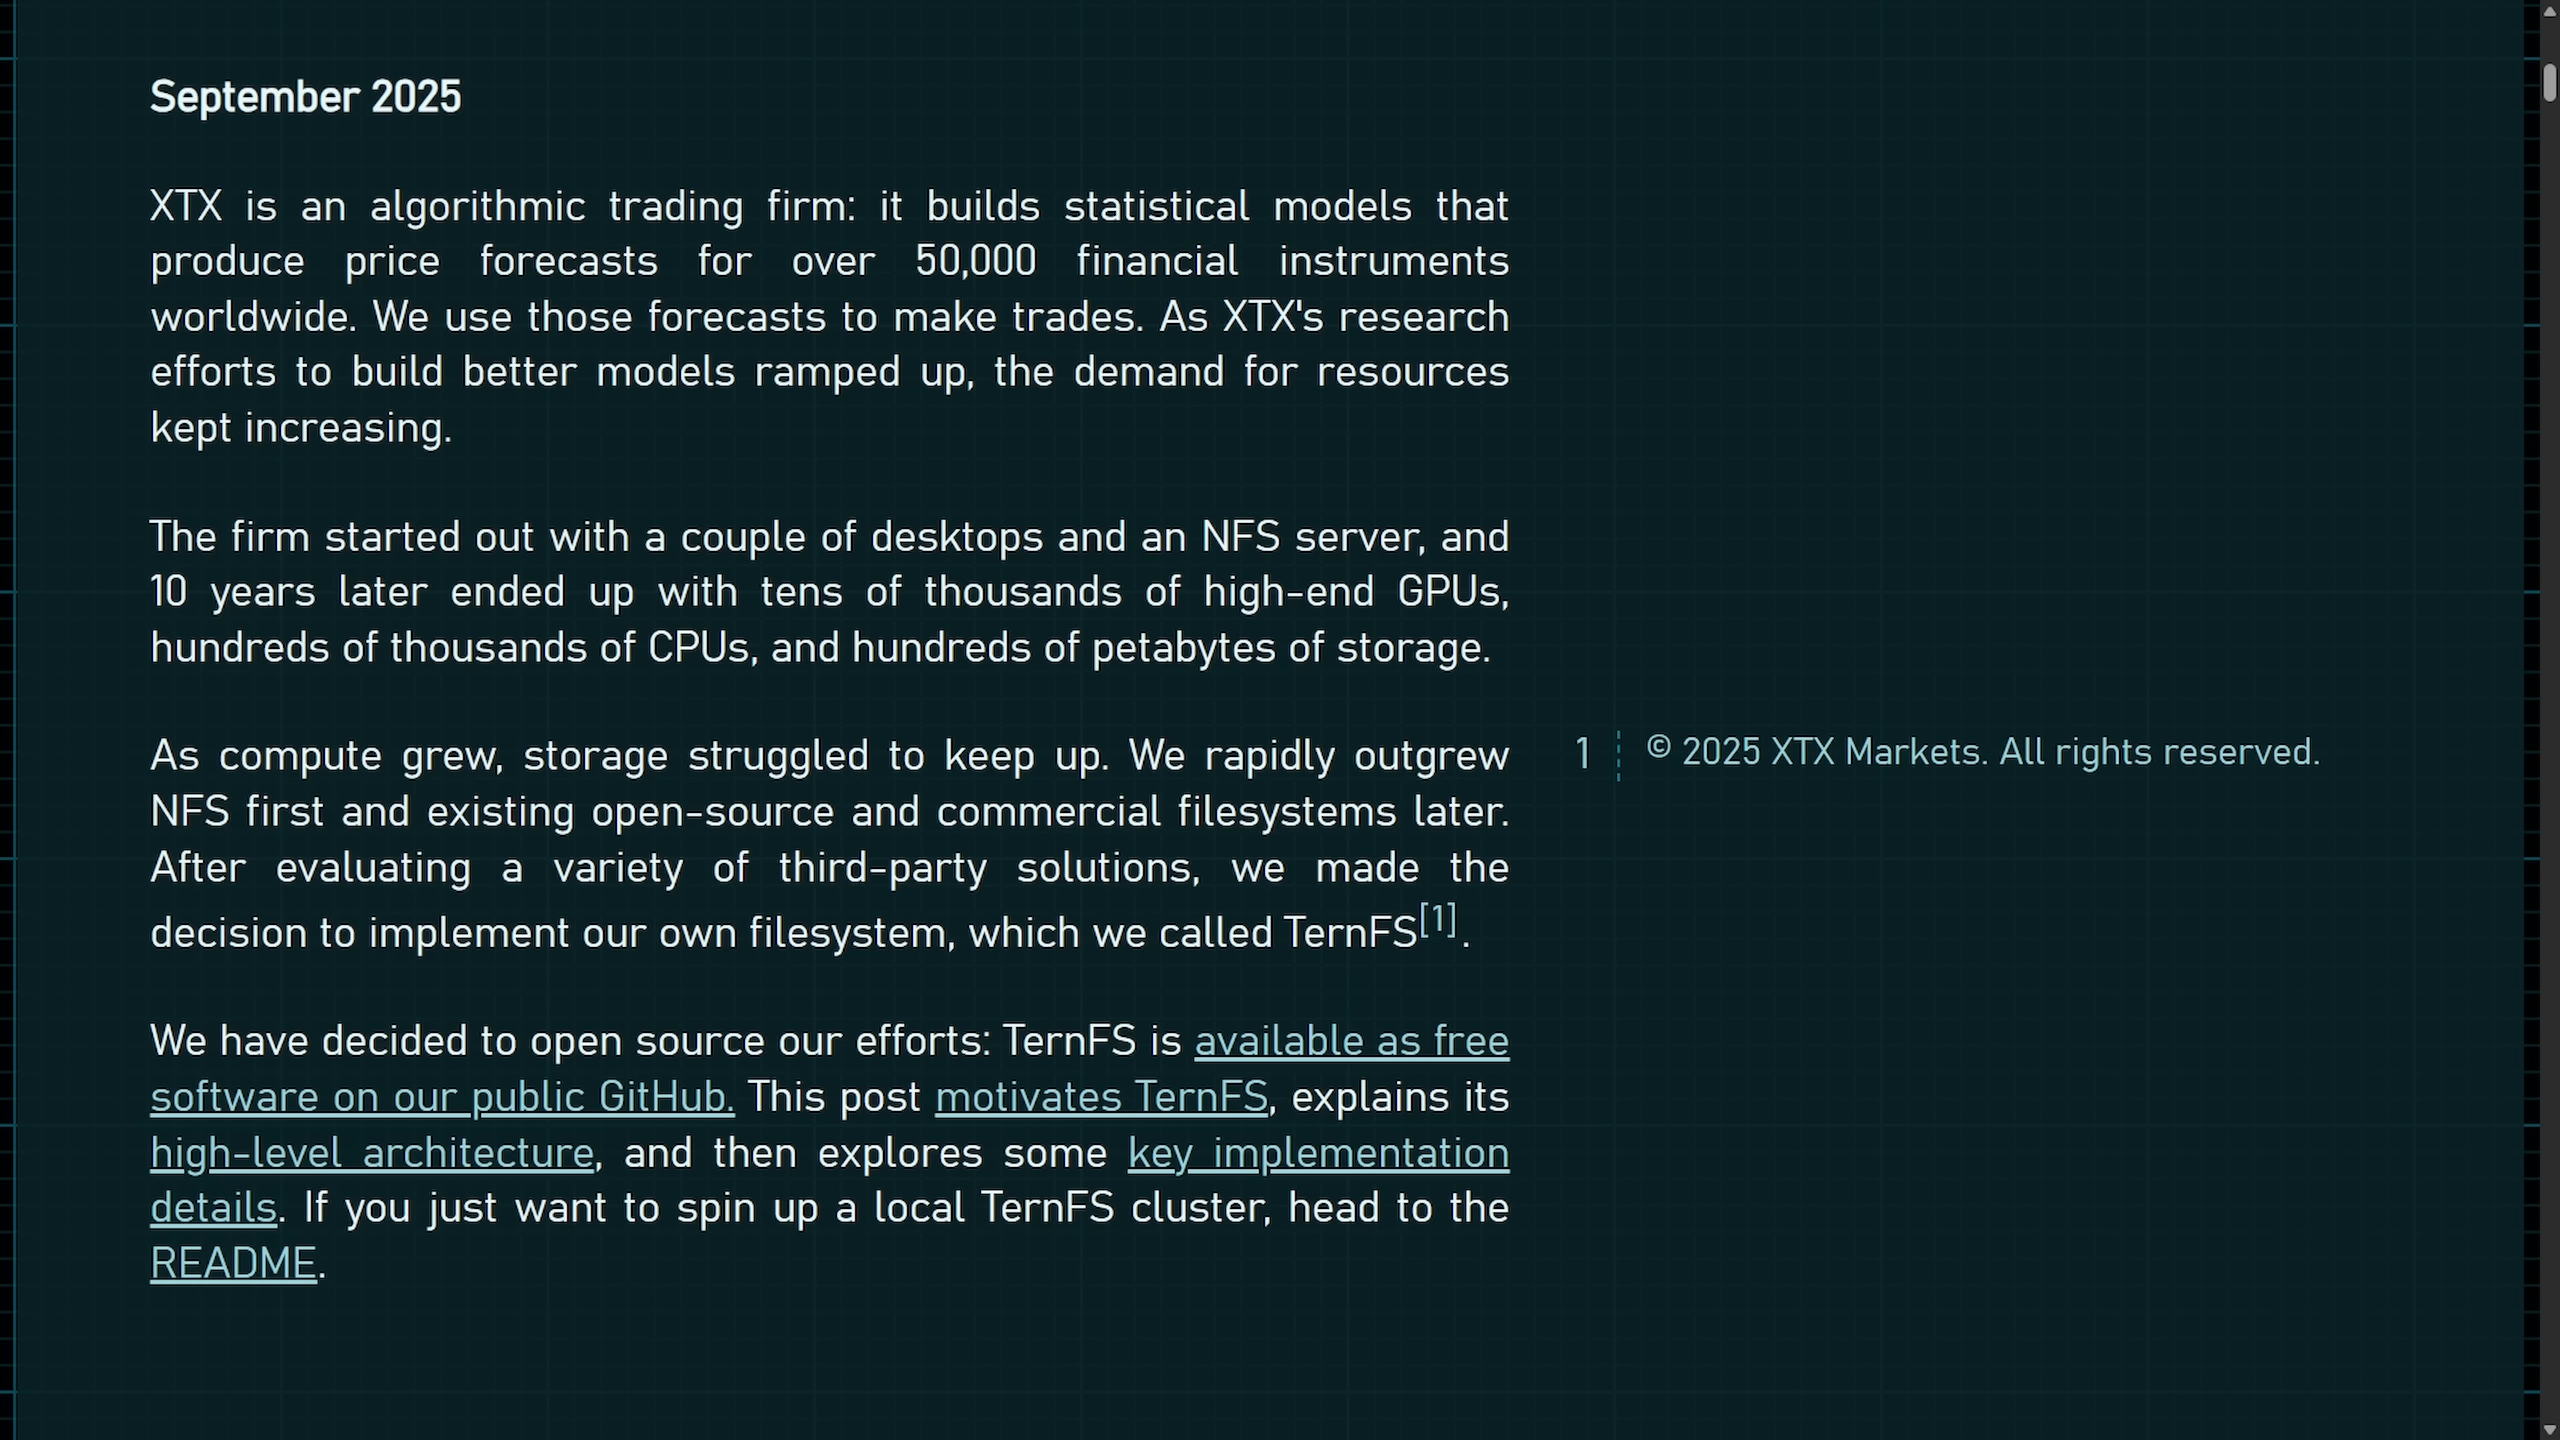 September 2025
XTX is an algorithmic trading firm: it builds statistical models that
produce price forecasts for over 50,000 financial instruments
worldwide. We use those forecasts to make trades. As XTX's research
efforts to build better models ramped up, the demand for resources
kept increasing.
The firm started out with a couple of desktops and an NFS server, and
10 years later ended up with tens of thousands of high-end GPUs,
hundreds of thousands of CPUs, and hundreds of petabytes of storage.
As compute grew, storage struggled to keep up. We rapidly outgrew
NFS first and existing open-source and commercial filesystems later.
After evaluating a variety of third-party solutions, we made the
decision to implement our own filesystem, which we called TernFS[1].
1 © 2025 XTX Markets. All rights reserved.
We have decided to open source our efforts: TernFS is available as free
software on our public GitHub. This post motivates TernFS, explains its
high-level architecture, and then explores some key implementation
details. If you just want to spin up a local TernFS cluster, head to the
README.